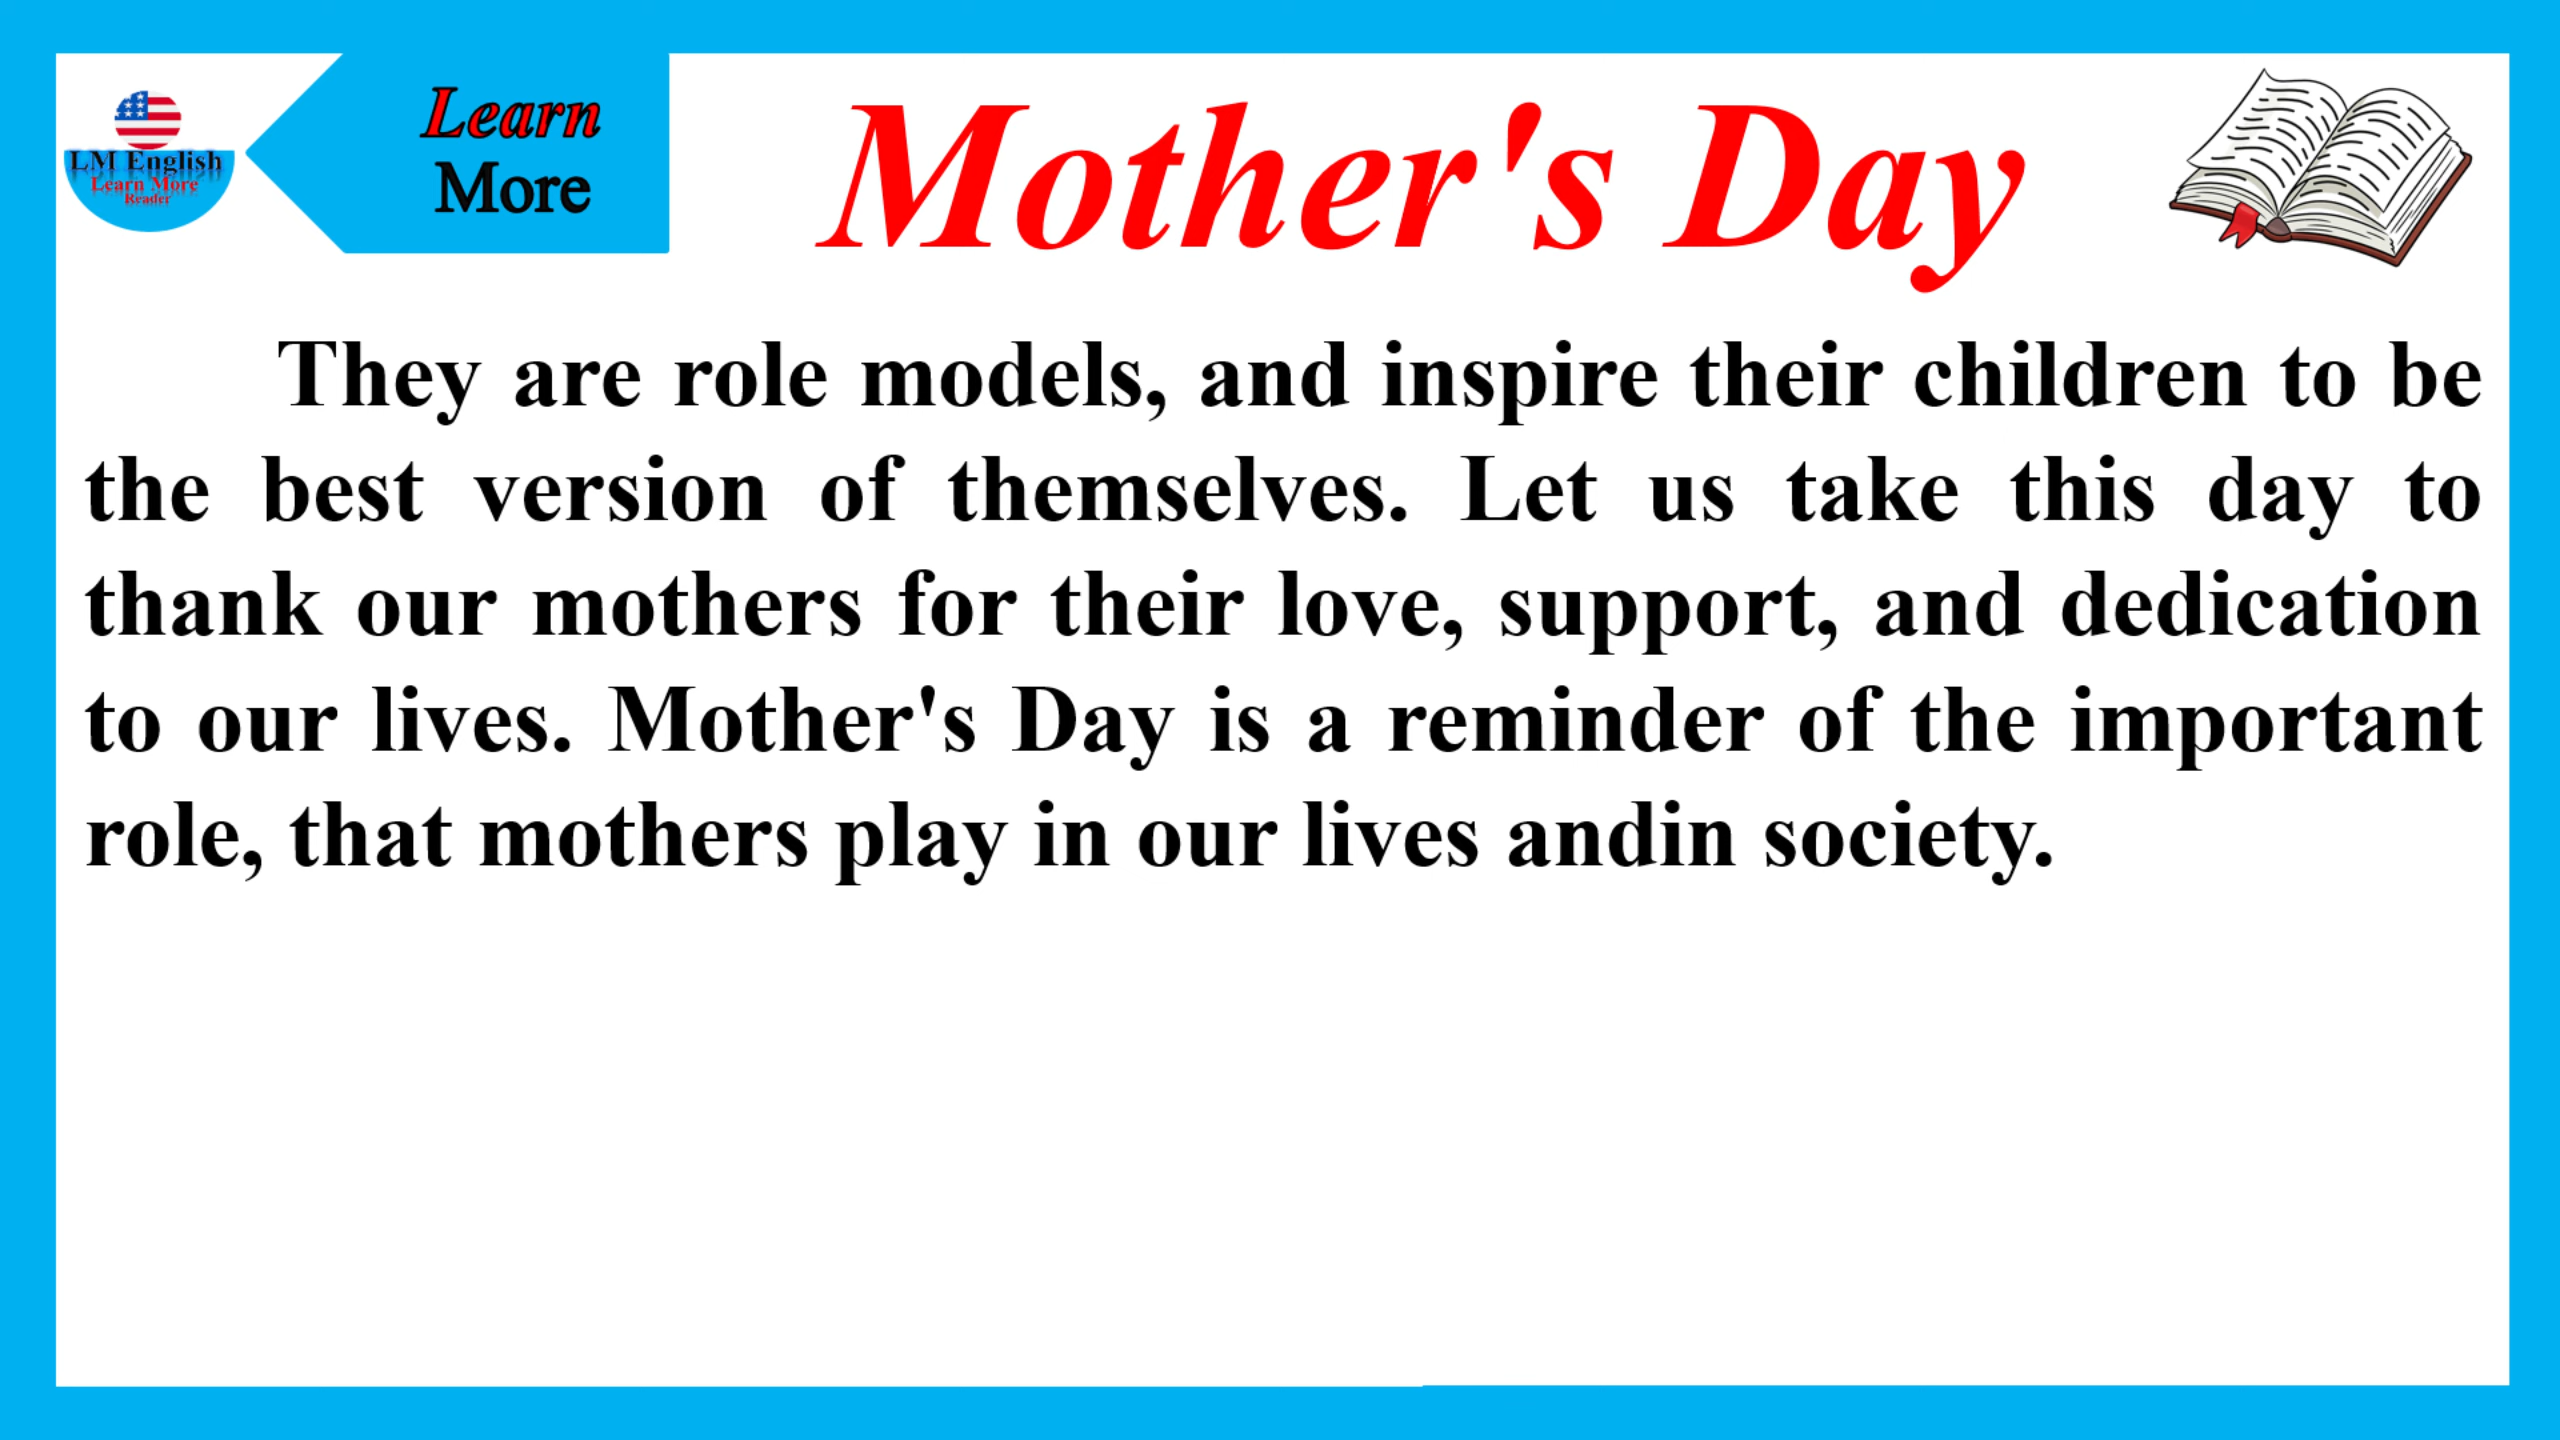 LM English
Learn More
Reader
Learn
More
Mother's Day
They are role models, and inspire their children to be
the best version of themselves. Let us take this day to
thank our mothers for their love, support, and dedication
to our lives. Mother's Day is a reminder of the important
role, that mothers play in our lives andin society.